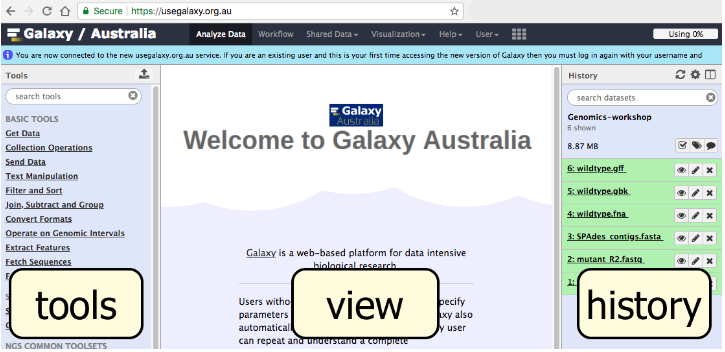 Secure https://usegalaxy.org.au
Galaxy / Australia Analyze Data Workflow Shared Data Visualization Help User Using 0%
You are now connected to the new usegalaxy.org.au service. If you are an existing user and this is your first time accessing the new version of Galaxy then you must log in again with your username and
Tools
search tools
BASIC TOOLS
Get Data
Collection Operations
Send Data
Text Manipulation
Filter and Sort
Join, Subtract and Group
Convert Formats
Operate on Genomic Intervals
Extract Features
Fetch Sequences
NGS COMMON TOOLSETS
tools
Galaxy
Australia
Welcome to Galaxy Australia
Galaxy is a web-based platform for data intensive
biological research
Users witho
parameters
automatical
can repeat and understand a complete
pecify
axy also
y user
view
History
search datasets
Genomics-workshop
6 shown
8.87 MB
6: wildtype.gff
5: wildtype.gbk
4: wildtype.fna
3: SPAdes_contigs.fasta
2: mutant_R2.fastq
1:
history